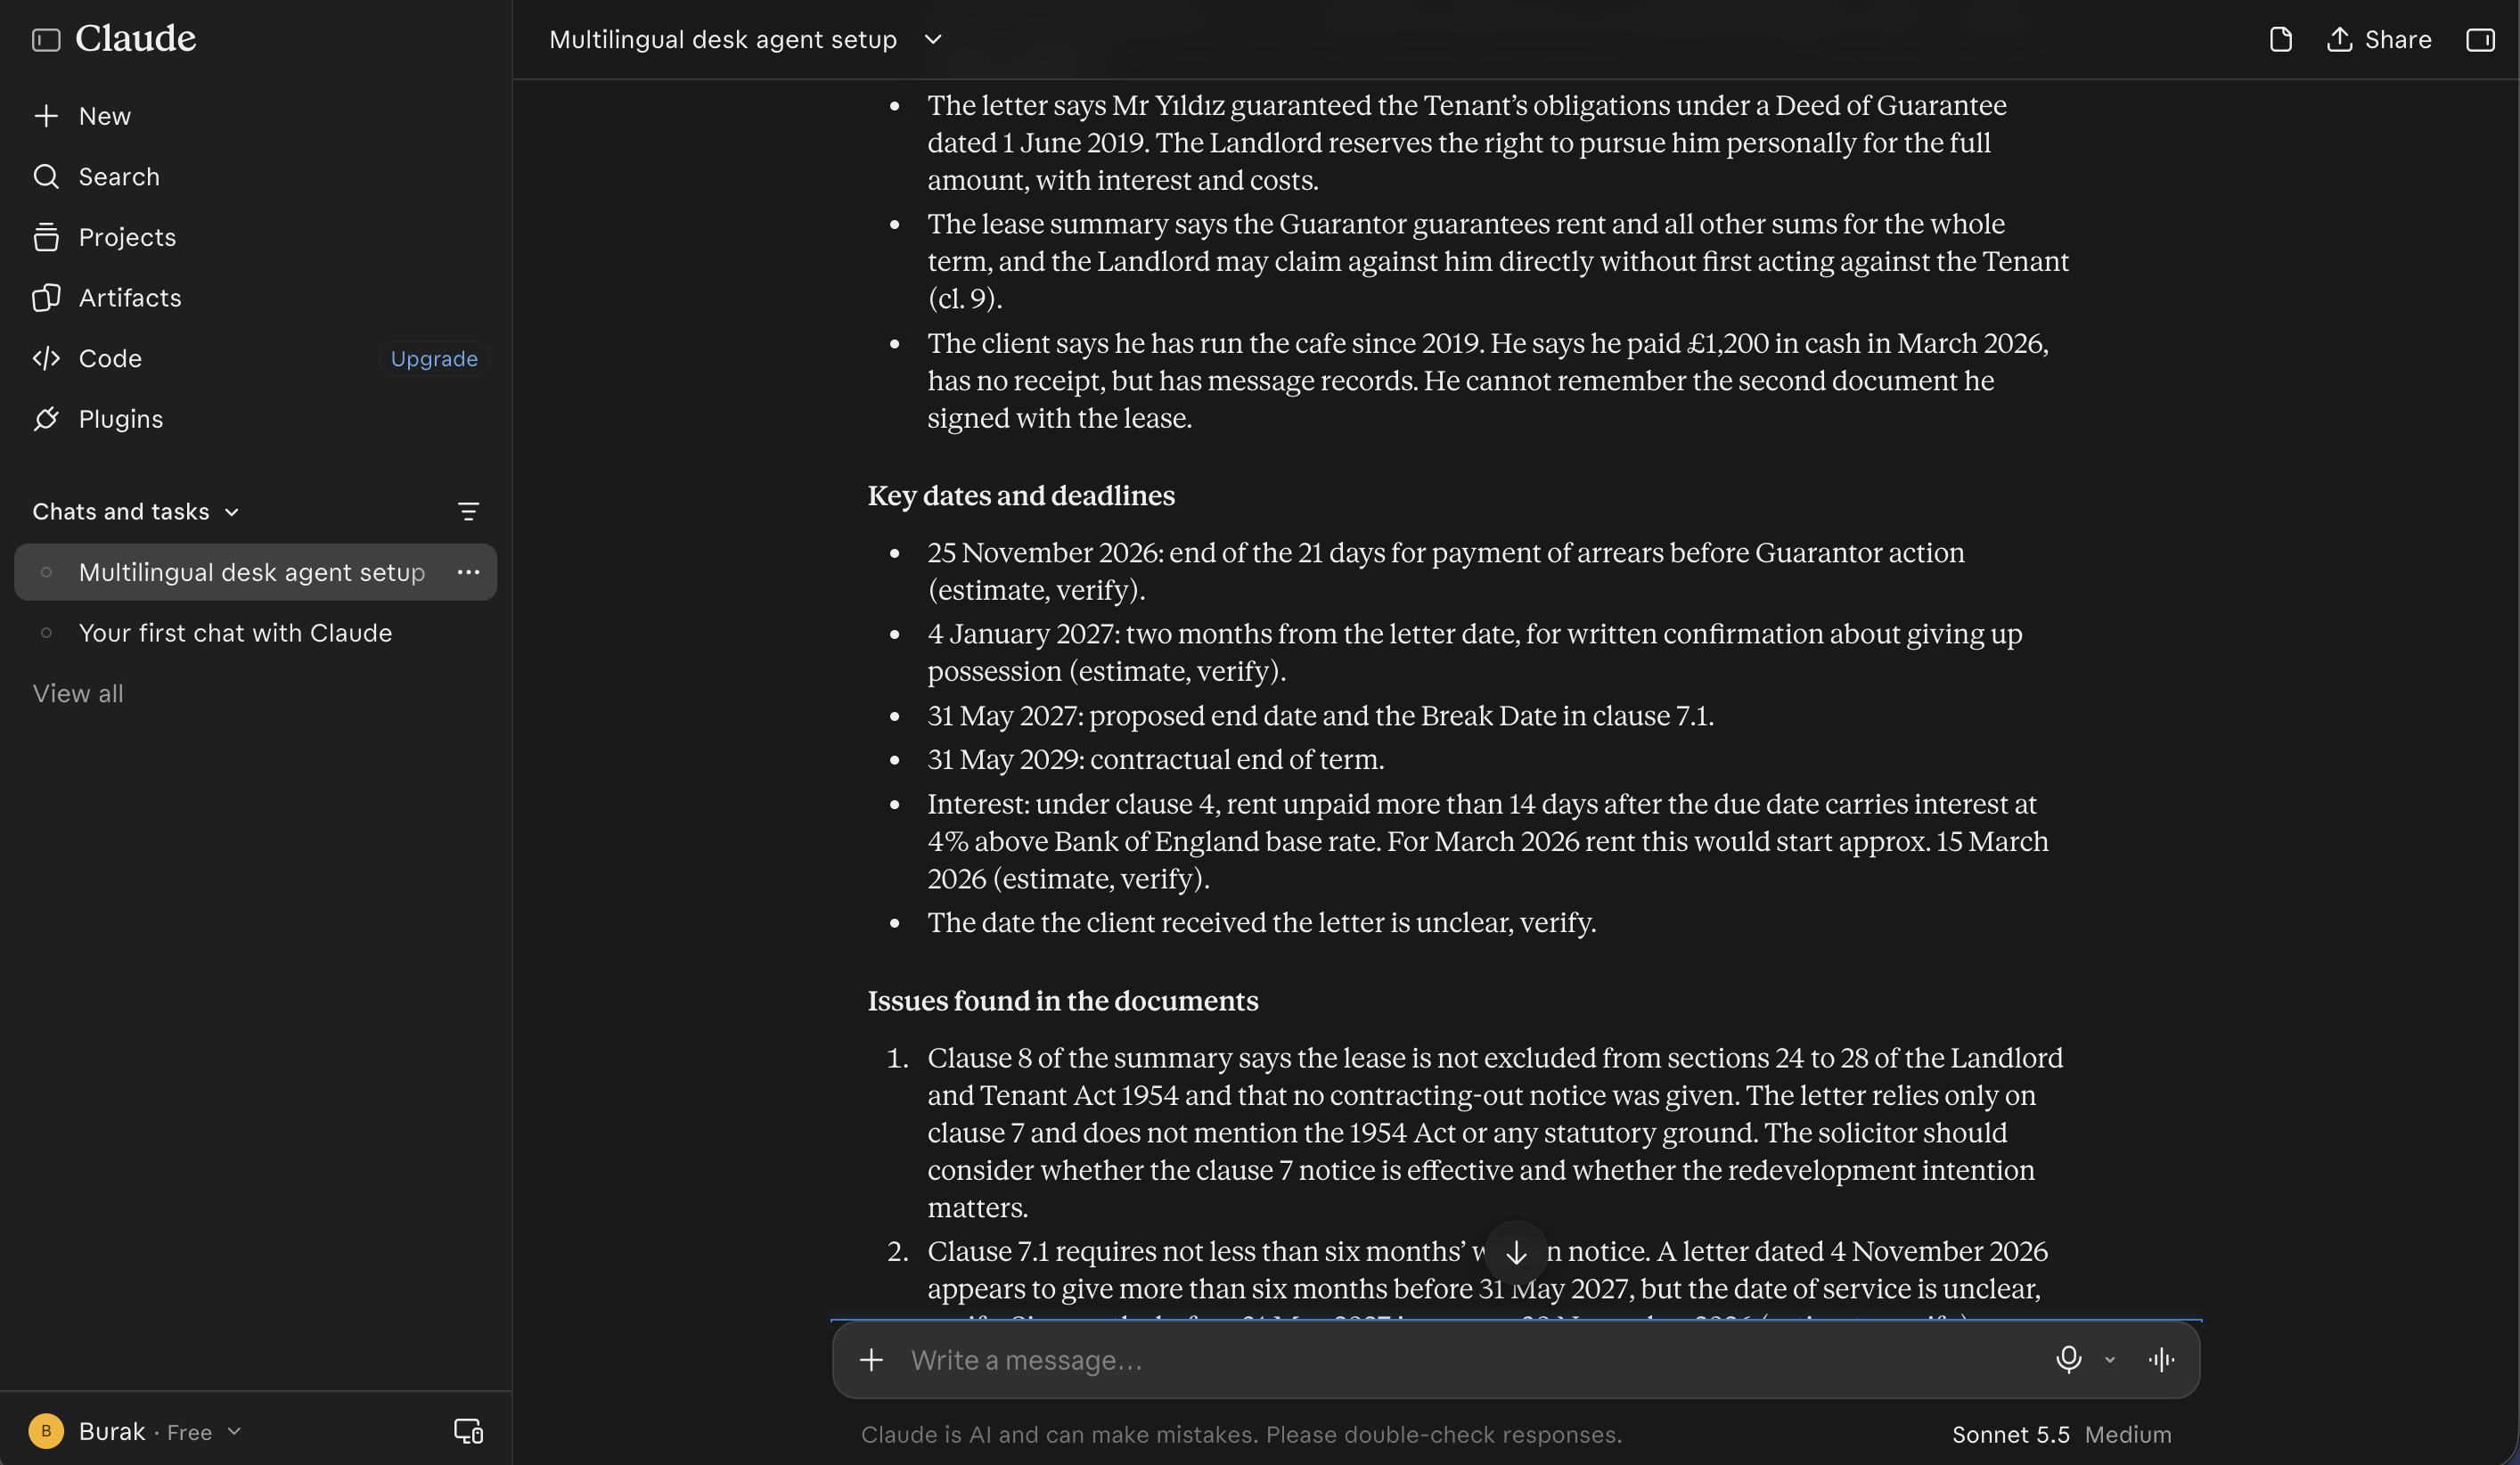 Claude
New
Search
Projects
Artifacts
Code
Upgrade
Plugins
Chats and tasks
Multilingual desk agent setup
Your first chat with Claude
View all
B
Burak · Free
Multilingual desk agent setup
Share
• The letter says Mr Yıldız guaranteed the Tenant’s obligations under a Deed of Guarantee
dated 1 June 2019. The Landlord reserves the right to pursue him personally for the full
amount, with interest and costs.
• The lease summary says the Guarantor guarantees rent and all other sums for the whole
term, and the Landlord may claim against him directly without first acting against the Tenant
(cl. 9).
• The client says he has run the cafe since 2019. He says he paid £1,200 in cash in March 2026,
has no receipt, but has message records. He cannot remember the second document he
signed with the lease.
Key dates and deadlines
• 25 November 2026: end of the 21 days for payment of arrears before Guarantor action
(estimate, verify).
• 4 January 2027: two months from the letter date, for written confirmation about giving up
possession (estimate, verify).
• 31 May 2027: proposed end date and the Break Date in clause 7.1.
• 31 May 2029: contractual end of term.
• Interest: under clause 4, rent unpaid more than 14 days after the due date carries interest at
4% above Bank of England base rate. For March 2026 rent this would start approx. 15 March
2026 (estimate, verify).
• The date the client received the letter is unclear, verify.
Issues found in the documents
1. Clause 8 of the summary says the lease is not excluded from sections 24 to 28 of the Landlord
and Tenant Act 1954 and that no contracting-out notice was given. The letter relies only on
clause 7 and does not mention the 1954 Act or any statutory ground. The solicitor should
consider whether the clause 7 notice is effective and whether the redevelopment intention
matters.
2. Clause 7.1 requires not less than six months’ notice. A letter dated 4 November 2026
appears to give more than six months before 31 May 2027, but the date of service is unclear,
Write a message…
Claude is AI and can make mistakes. Please double-check responses.
Sonnet 5.5 Medium